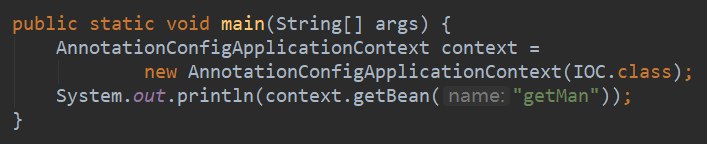 public static void main(String[] args) {
AnnotationConfigApplicationContext context =
new AnnotationConfigApplicationContext(IOC.class);
System.out.println(context.getBean( name: "getMan"));
}